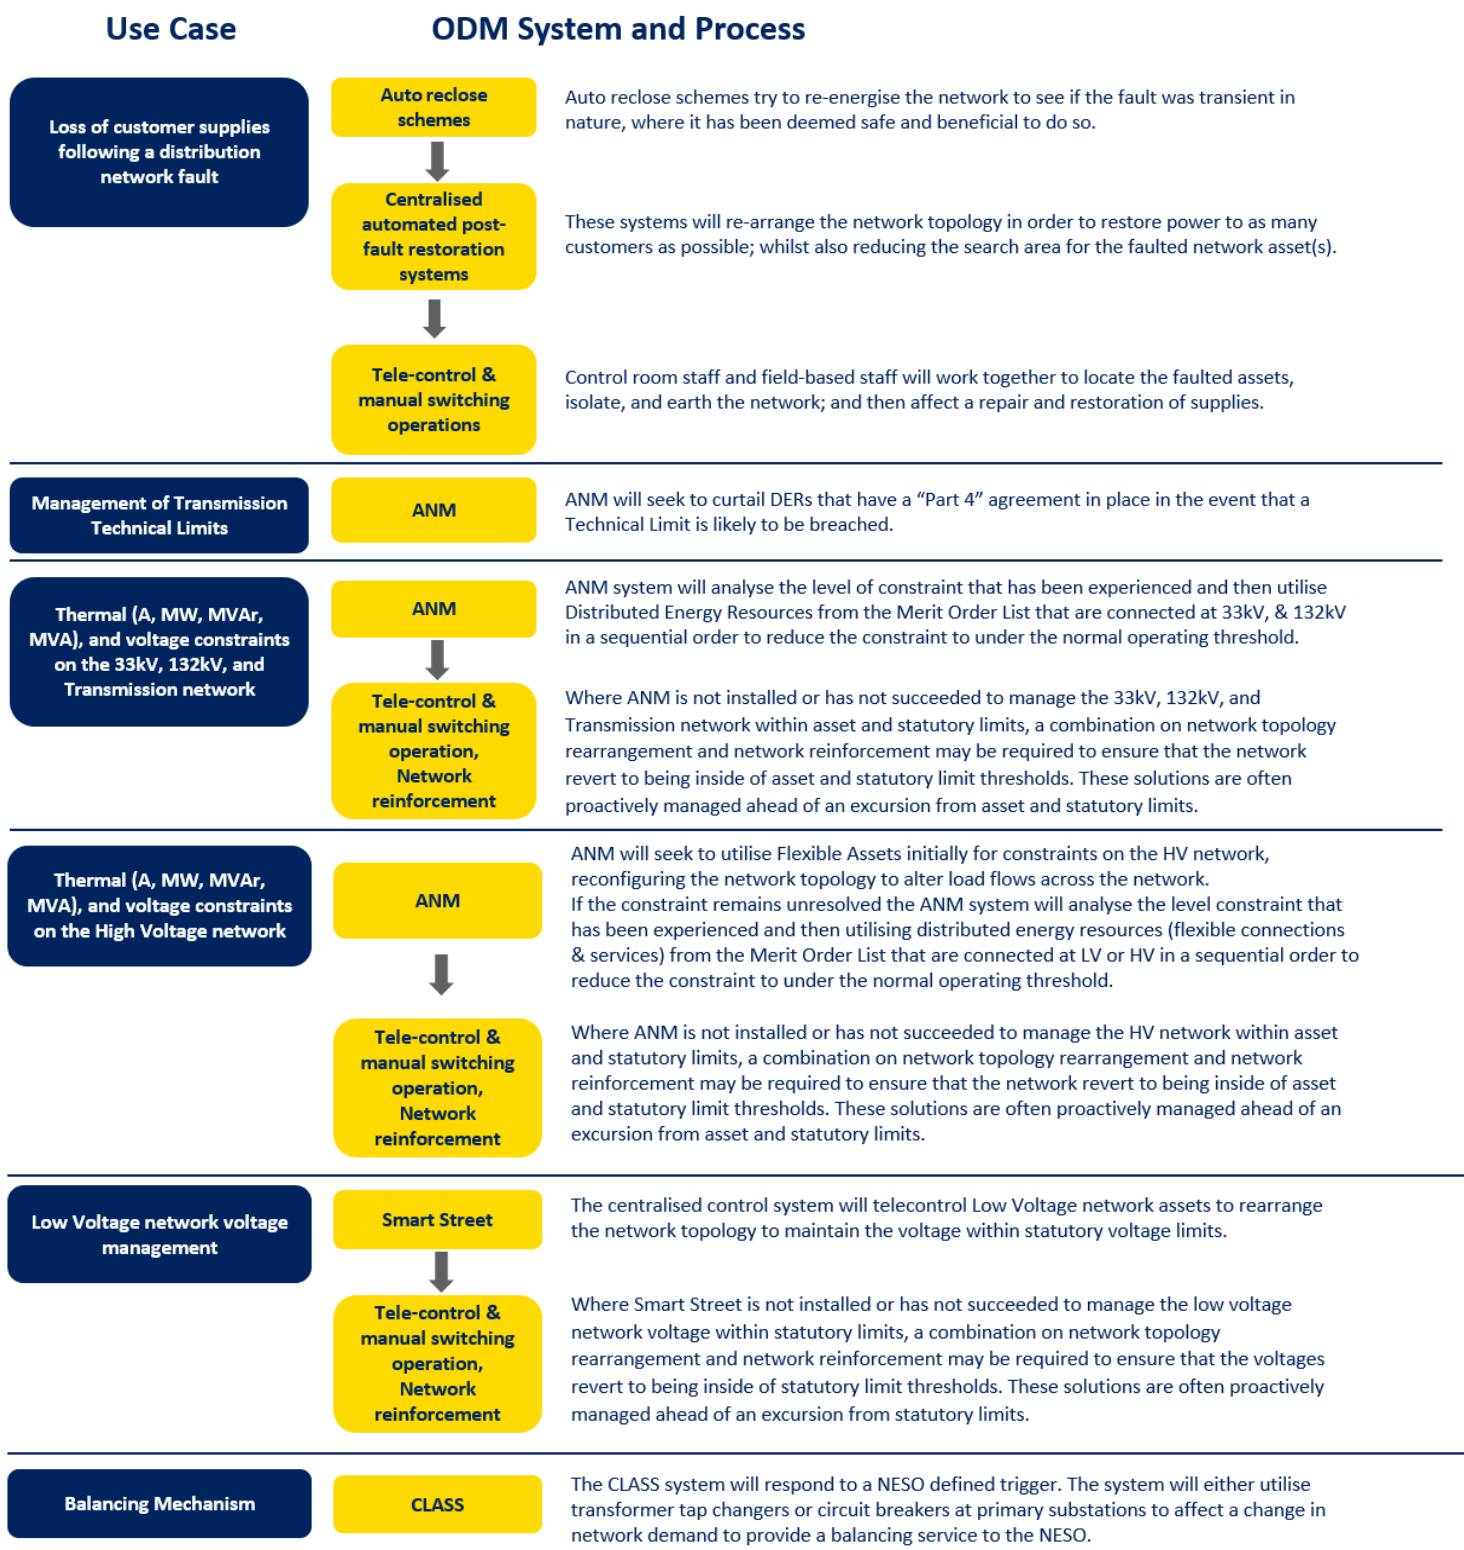 Use Case
ODM System and Process
Loss of customer supplies
following a distribution
network fault
Auto reclose
schemes
Auto reclose schemes try to re-energise the network to see if the fault was transient in
nature, where it has been deemed safe and beneficial to do so.
Centralised
automated post-
fault restoration
systems
These systems will re-arrange the network topology in order to restore power to as many
customers as possible; whilst also reducing the search area for the faulted network asset(s).
Tele-control &
manual switching
operations
Control room staff and field-based staff will work together to locate the faulted assets,
isolate, and earth the network; and then affect a repair and restoration of supplies.
Management of Transmission
Technical Limits
ANM
ANM will seek to curtail DERs that have a “Part 4” agreement in place in the event that a
Technical Limit is likely to be breached.
Thermal (A, MW, MVAr,
MVA), and voltage constraints
on the 33kV, 132kV, and
Transmission network
ANM
ANM system will analyse the level of constraint that has been experienced and then utilise
Distributed Energy Resources from the Merit Order List that are connected at 33kV, & 132kV
in a sequential order to reduce the constraint to under the normal operating threshold.
Tele-control &
manual switching
operation,
Network
reinforcement
Where ANM is not installed or has not succeeded to manage the 33kV, 132kV, and
Transmission network within asset and statutory limits, a combination on network topology
rearrangement and network reinforcement may be required to ensure that the network
revert to being inside of asset and statutory limit thresholds. These solutions are often
proactively managed ahead of an excursion from asset and statutory limits.
Thermal (A, MW, MVAr,
MVA), and voltage constraints
on the High Voltage network
ANM
ANM will seek to utilise Flexible Assets initially for constraints on the HV network,
reconfiguring the network topology to alter load flows across the network.
If the constraint remains unresolved the ANM system will analyse the level constraint that
has been experienced and then utilising distributed energy resources (flexible connections
& services) from the Merit Order List that are connected at LV or HV in a sequential order to
reduce the constraint to under the normal operating threshold.
Tele-control &
manual switching
operation,
Network
reinforcement
Where ANM is not installed or has not succeeded to manage the HV network within asset
and statutory limits, a combination on network topology rearrangement and network
reinforcement may be required to ensure that the network revert to being inside of asset
and statutory limit thresholds. These solutions are often proactively managed ahead of an
excursion from asset and statutory limits.
Low Voltage network voltage
management
Smart Street
The centralised control system will telecontrol Low Voltage network assets to rearrange
the network topology to maintain the voltage within statutory voltage limits.
Tele-control &
manual switching
operation,
Network
reinforcement
Where Smart Street is not installed or has not succeeded to manage the low voltage
network voltage within statutory limits, a combination on network topology
rearrangement and network reinforcement may be required to ensure that the voltages
revert to being inside of statutory limit thresholds. These solutions are often proactively
managed ahead of an excursion from statutory limits.
Balancing Mechanism
CLASS
The CLASS system will respond to a NESO defined trigger. The system will either utilise
transformer tap changers or circuit breakers at primary substations to affect a change in
network demand to provide a balancing service to the NESO.